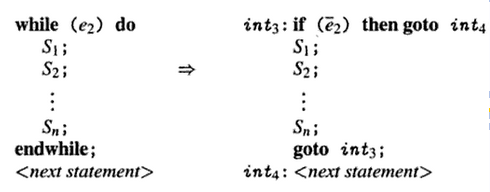 while (e₂) do int₃: if (ē₂) then goto int₄
S₁; S₁;
S₂; ⇒ S₂;
⋮ ⋮
Sₙ; Sₙ;
endwhile; goto int₃;
<next statement> int₄: <next statement>